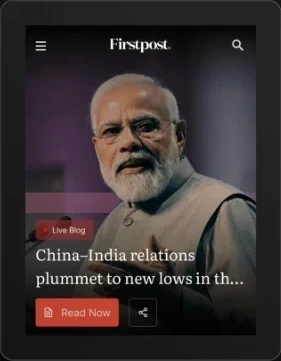 Firstpost.
Live Blog
China–India relations
plummet to new lows in th...
Read Now